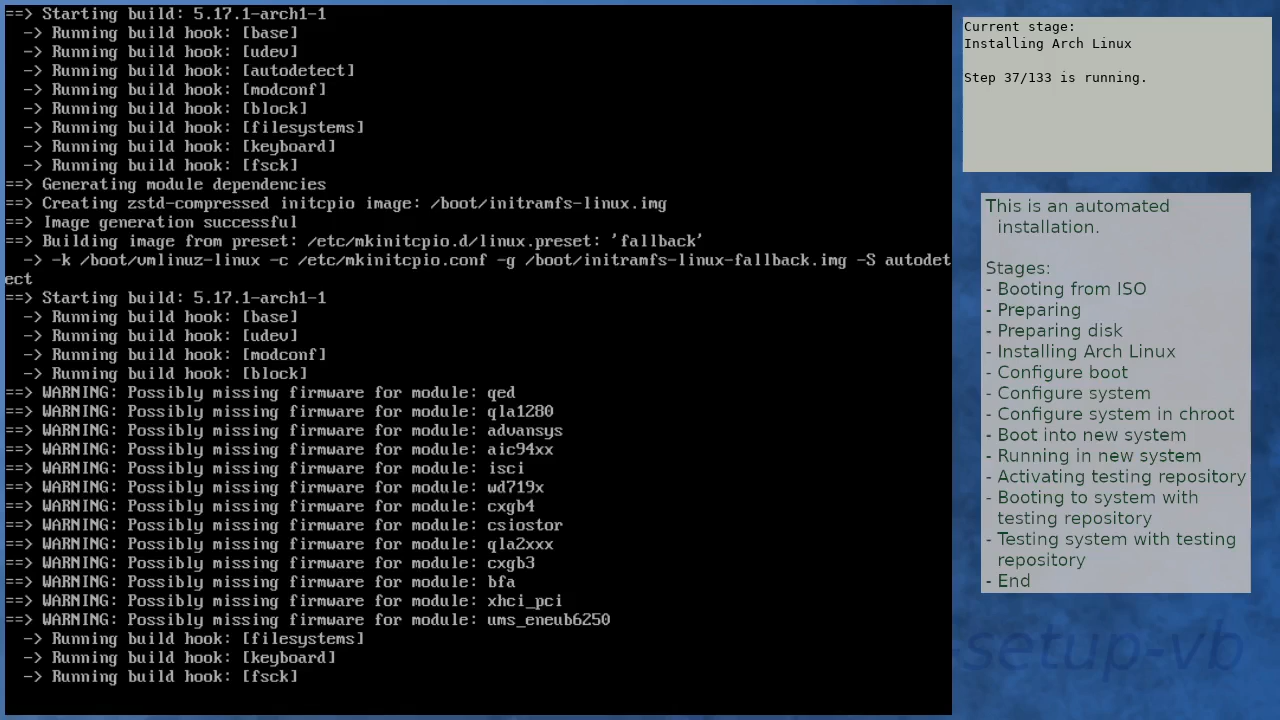 ==> Starting build: 5.17.1-arch1-1
  -> Running build hook: [base]
  -> Running build hook: [udev]
  -> Running build hook: [autodetect]
  -> Running build hook: [modconf]
  -> Running build hook: [block]
  -> Running build hook: [filesystems]
  -> Running build hook: [keyboard]
  -> Running build hook: [fsck]
==> Generating module dependencies
==> Creating zstd-compressed initcpio image: /boot/initramfs-linux.img
==> Image generation successful
==> Building image from preset: /etc/mkinitcpio.d/linux.preset: 'fallback'
  -> -k /boot/vmlinuz-linux -c /etc/mkinitcpio.conf -g /boot/initramfs-linux-fallback.img -S autodet
ect
==> Starting build: 5.17.1-arch1-1
  -> Running build hook: [base]
  -> Running build hook: [udev]
  -> Running build hook: [modconf]
  -> Running build hook: [block]
==> WARNING: Possibly missing firmware for module: qed
==> WARNING: Possibly missing firmware for module: qla1280
==> WARNING: Possibly missing firmware for module: advansys
==> WARNING: Possibly missing firmware for module: aic94xx
==> WARNING: Possibly missing firmware for module: isci
==> WARNING: Possibly missing firmware for module: wd719x
==> WARNING: Possibly missing firmware for module: cxgb4
==> WARNING: Possibly missing firmware for module: csiostor
==> WARNING: Possibly missing firmware for module: qla2xxx
==> WARNING: Possibly missing firmware for module: cxgb3
==> WARNING: Possibly missing firmware for module: bfa
==> WARNING: Possibly missing firmware for module: xhci_pci
==> WARNING: Possibly missing firmware for module: ums_eneub6250
  -> Running build hook: [filesystems]
  -> Running build hook: [keyboard]
  -> Running build hook: [fsck]
Current stage:
Installing Arch Linux
Step 37/133 is running.
This is an automated
installation.
Stages:
- Booting from ISO
- Preparing
- Preparing disk
- Installing Arch Linux
- Configure boot
- Configure system
- Configure system in chroot
- Boot into new system
- Running in new system
- Activating testing repository
- Booting to system with
testing repository
- Testing system with testing
repository
- End
-setup-vb